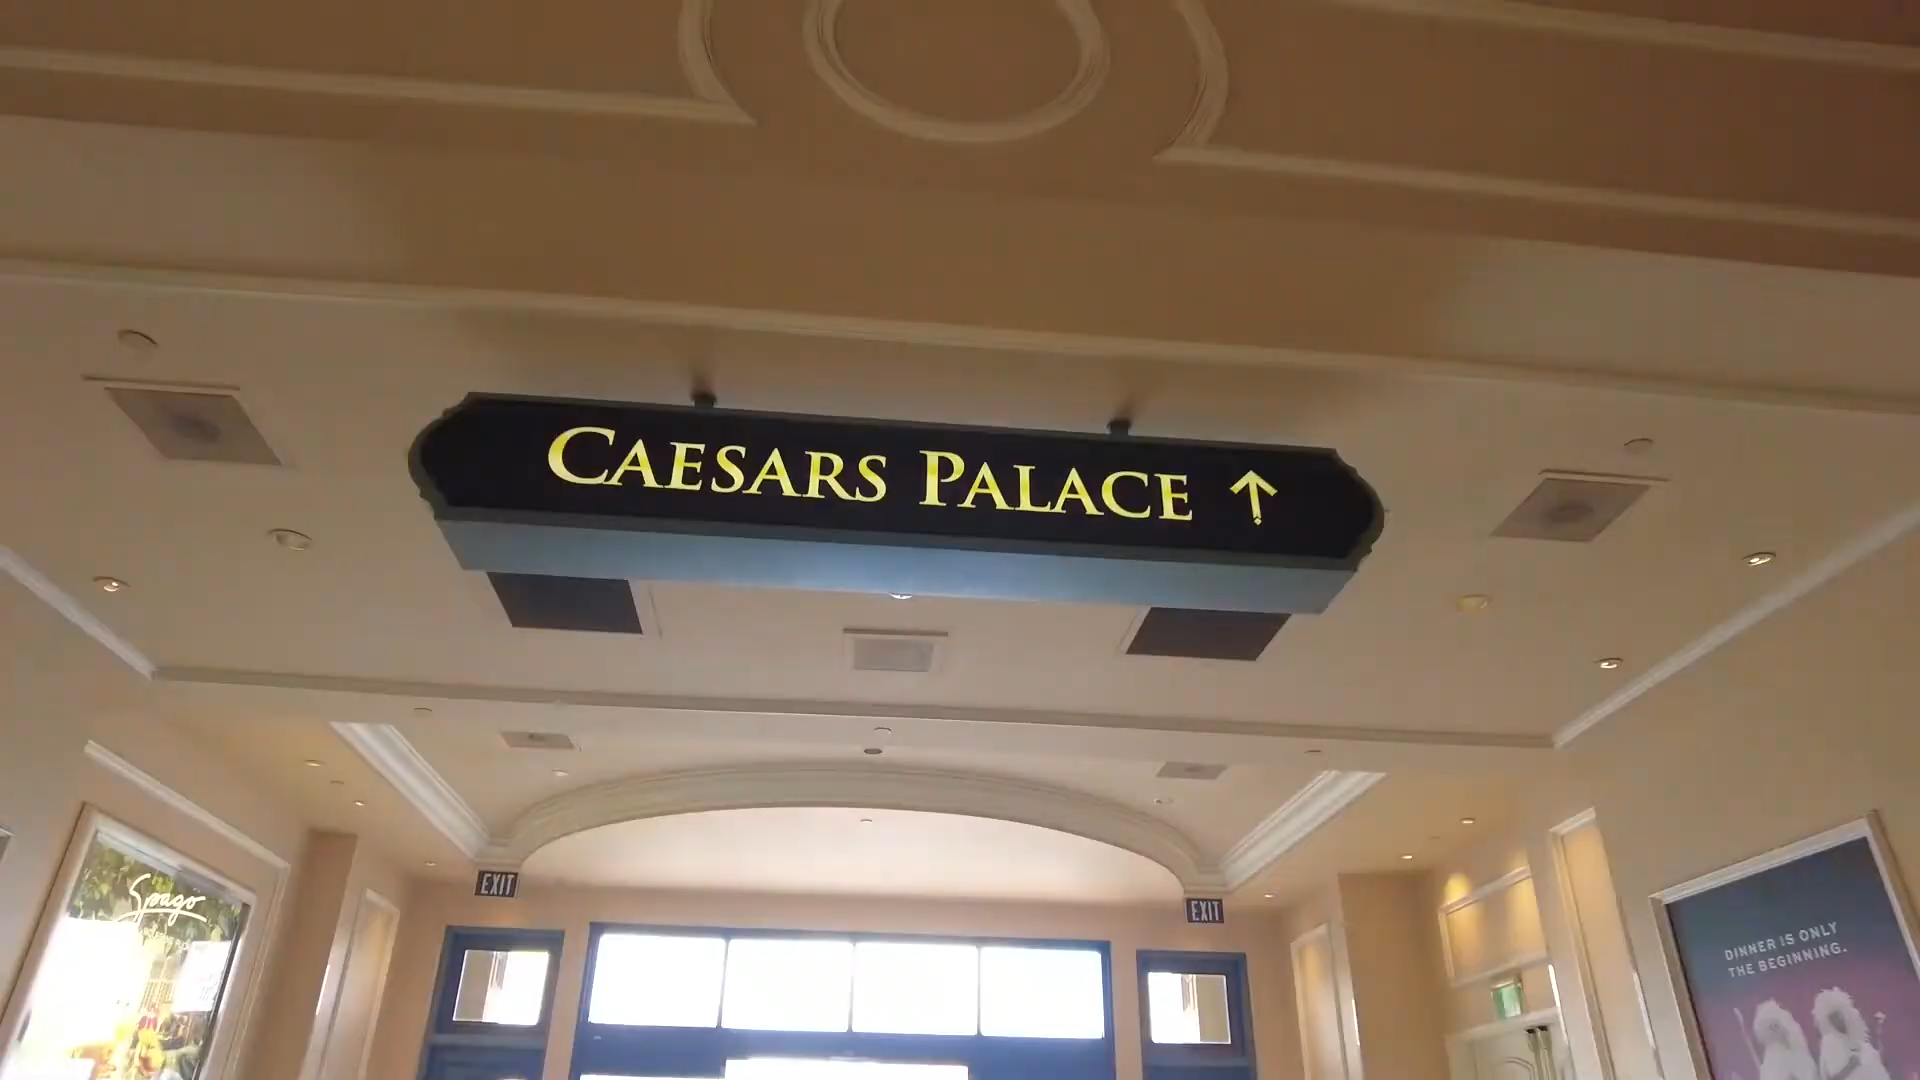 CAESARS PALACE ↑
EXIT
EXIT
Spago
DINNER IS ONLY
THE BEGINNING.